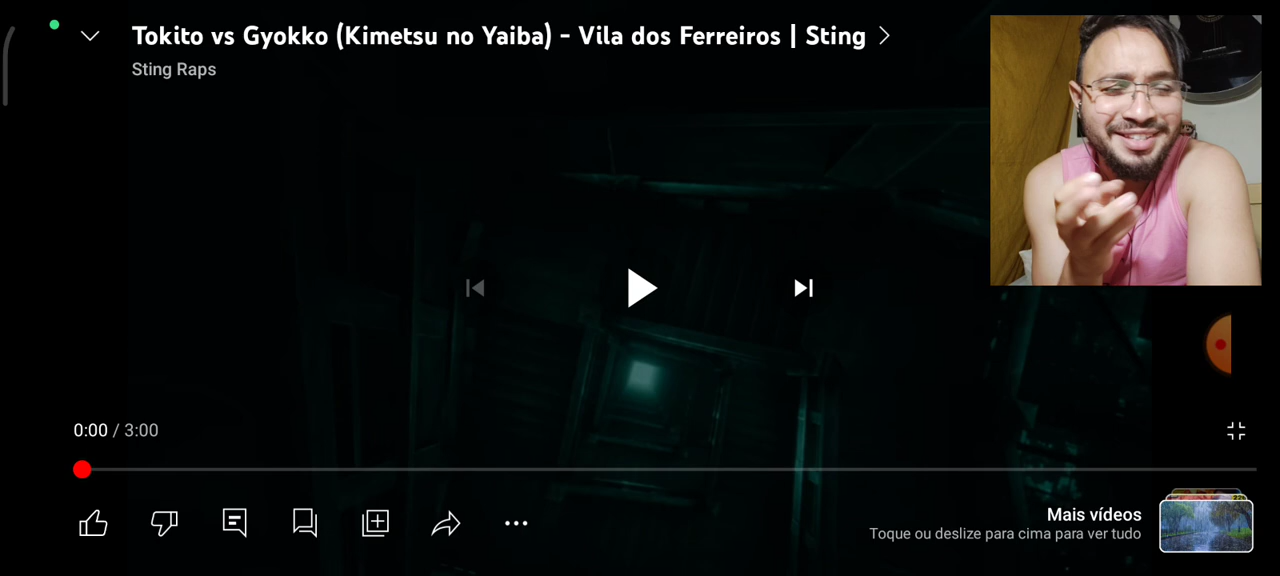 Tokito vs Gyokko (Kimetsu no Yaiba) - Vila dos Ferreiros | Sting
Sting Raps
0:00 / 3:00
Mais vídeos
Toque ou deslize para cima para ver tudo